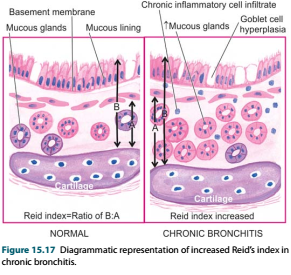 Chronic inflammatory cell infiltrate
Basement membrane
↑Mucous glands
Goblet cell
hyperplasia
Mucous glands
Mucous lining
B
A
B
A
Cartilage
Cartilage
Reid index=Ratio of B:A
Reid index increased
NORMAL
CHRONIC BRONCHITIS
Figure 15.17 Diagrammatic representation of increased Reid's index in
chronic bronchitis.